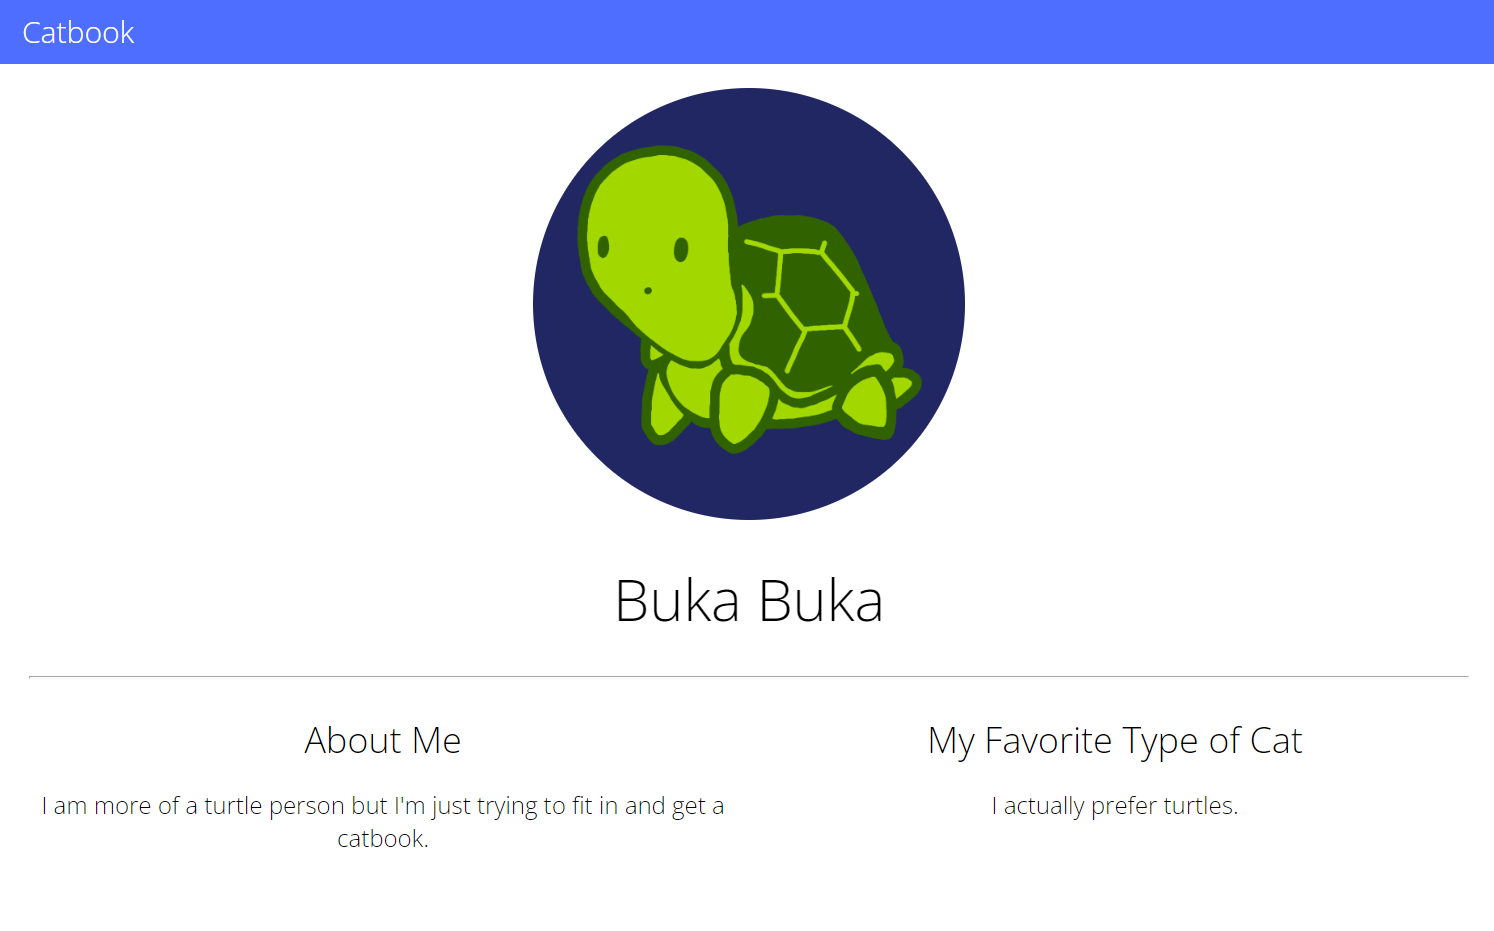 Catbook
Buka Buka
About Me
I am more of a turtle person but I'm just trying to fit in and get a
catbook.
My Favorite Type of Cat
I actually prefer turtles.